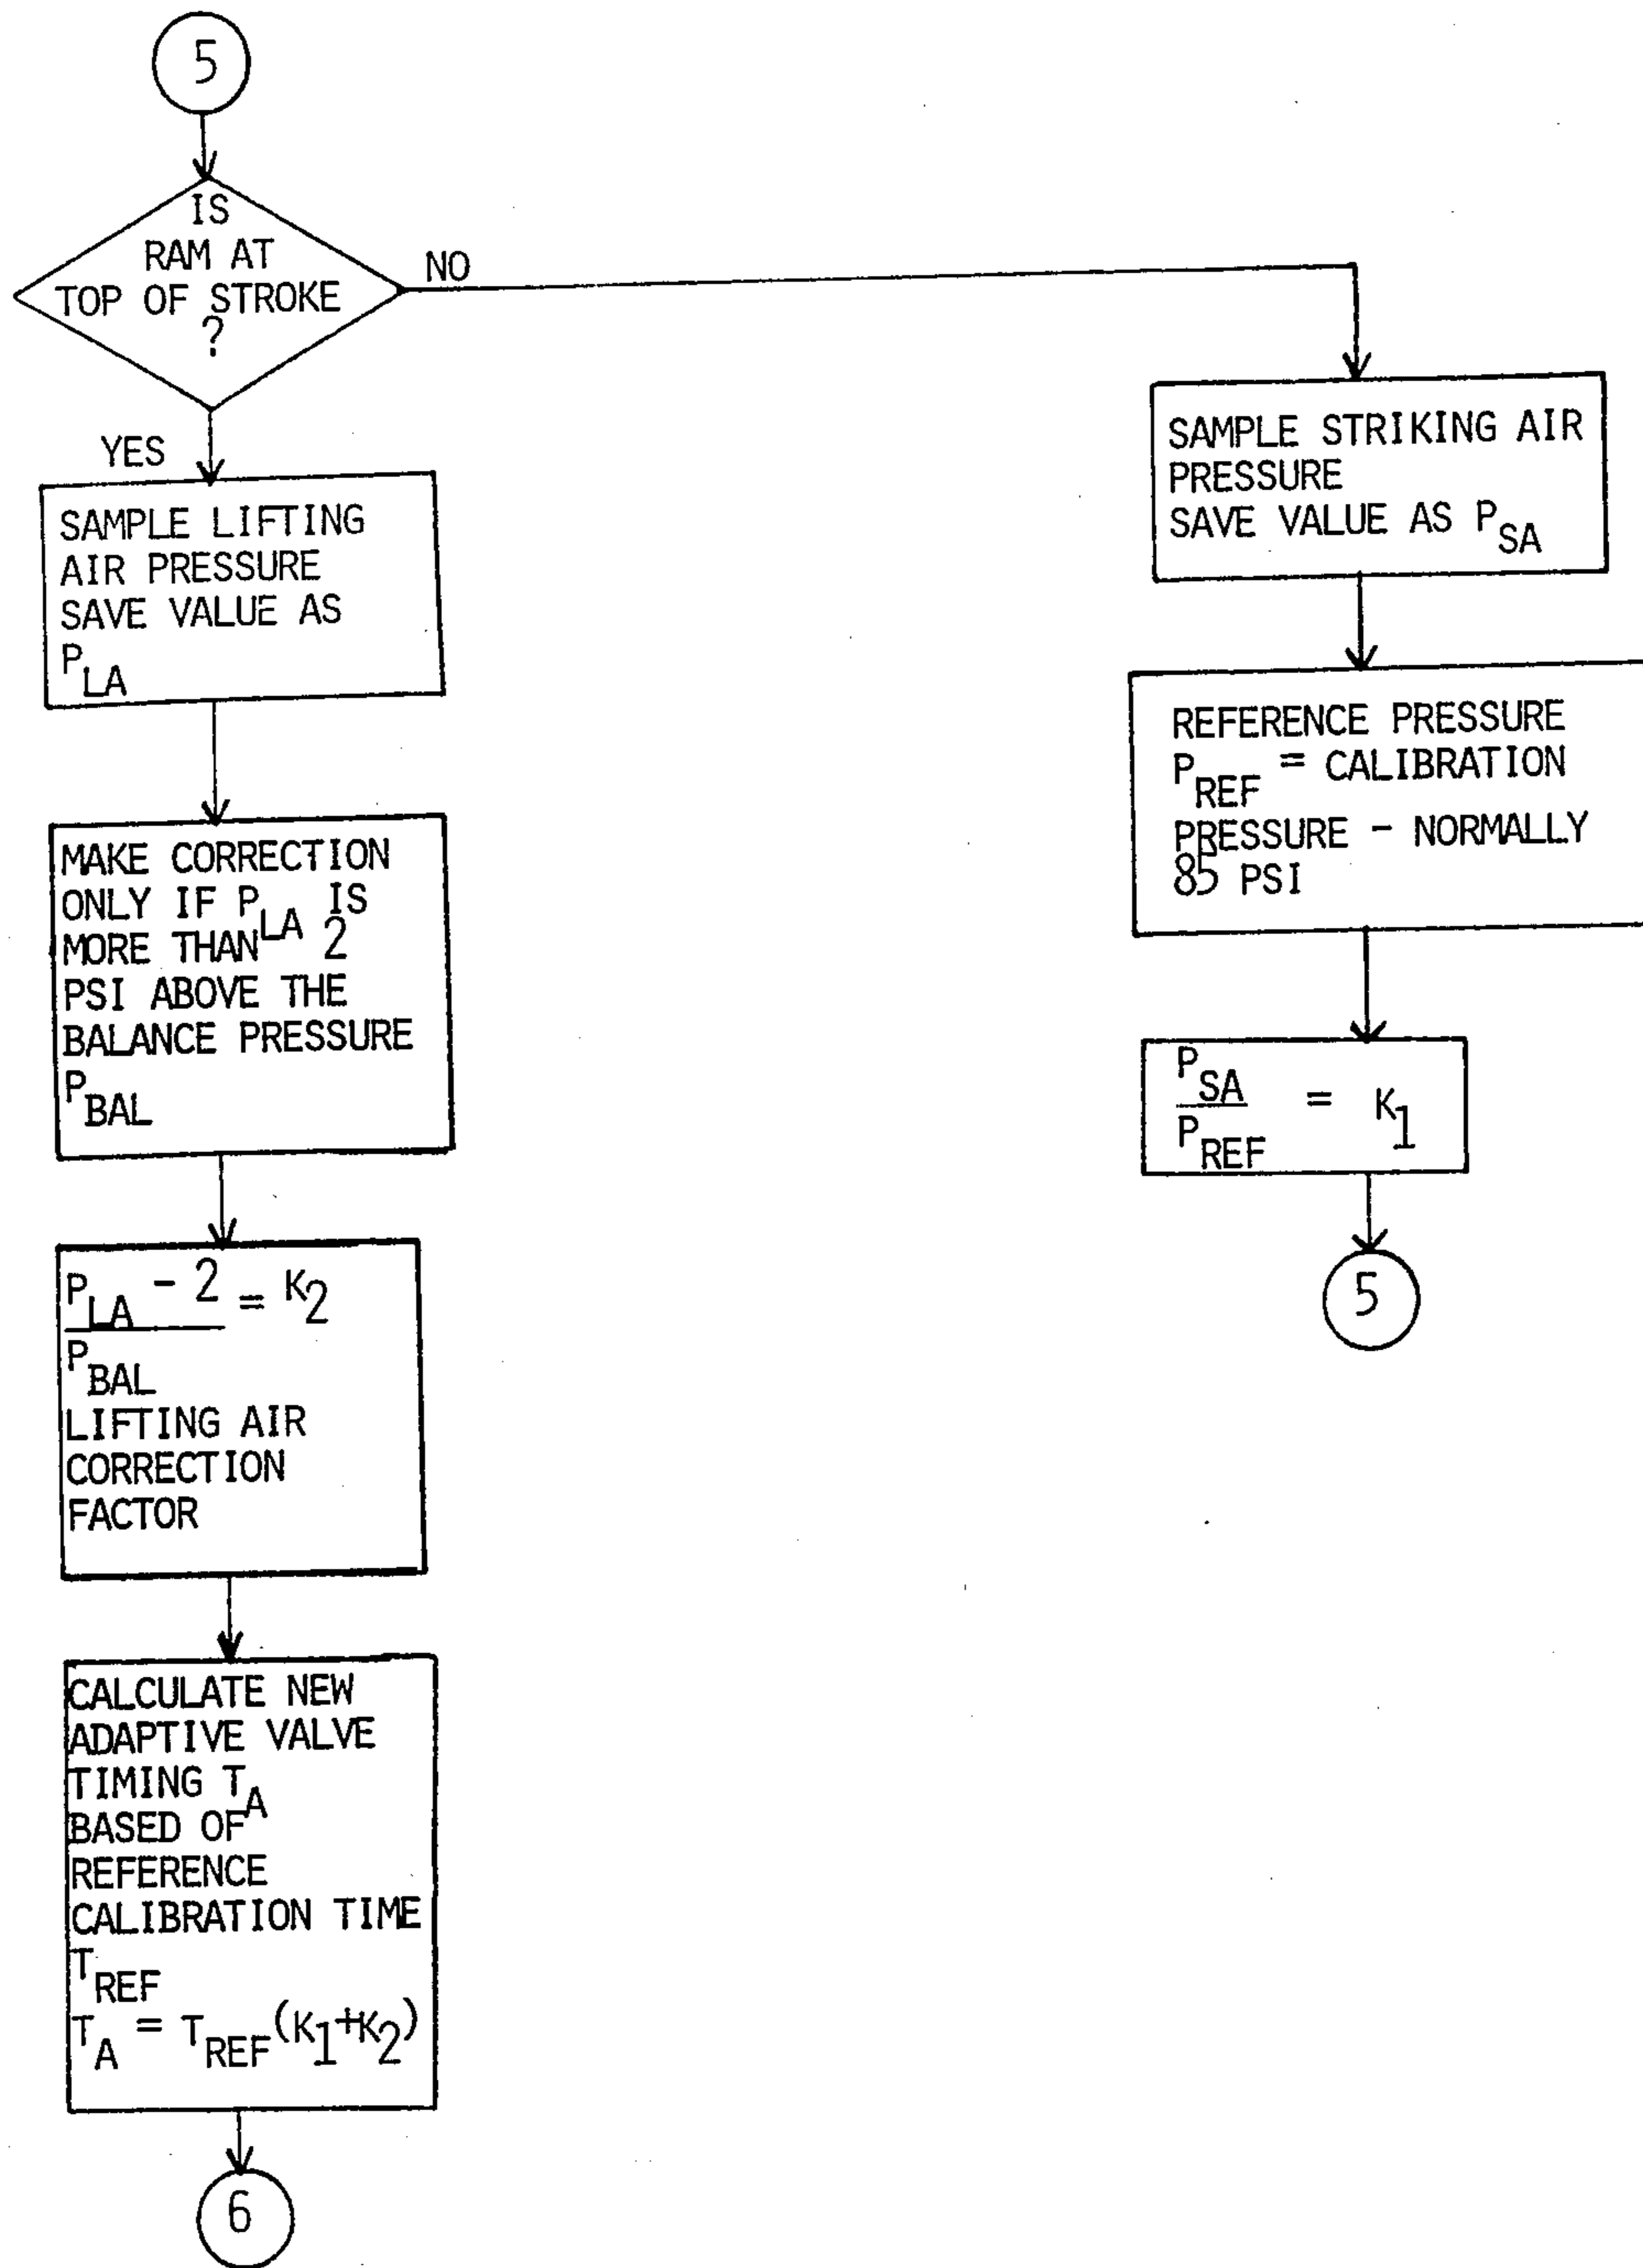 5
IS
RAM AT
TOP OF STROKE
?
NO
YES
SAMPLE LIFTING
AIR PRESSURE
SAVE VALUE AS
P_LA
MAKE CORRECTION
ONLY IF P_LA IS
MORE THAN 2
PSI ABOVE THE
BALANCE PRESSURE
P_BAL
P_LA - 2 = K_2
P_BAL
LIFTING AIR
CORRECTION
FACTOR
CALCULATE NEW
ADAPTIVE VALVE
TIMING T_A
BASED OF
REFERENCE
CALIBRATION TIME
T_REF
T_A = T_REF(K_1+K_2)
6
SAMPLE STRIKING AIR
PRESSURE
SAVE VALUE AS P_SA
REFERENCE PRESSURE
P_REF = CALIBRATION
PRESSURE - NORMALLY
85 PSI
P_SA = K_1
P_REF
5